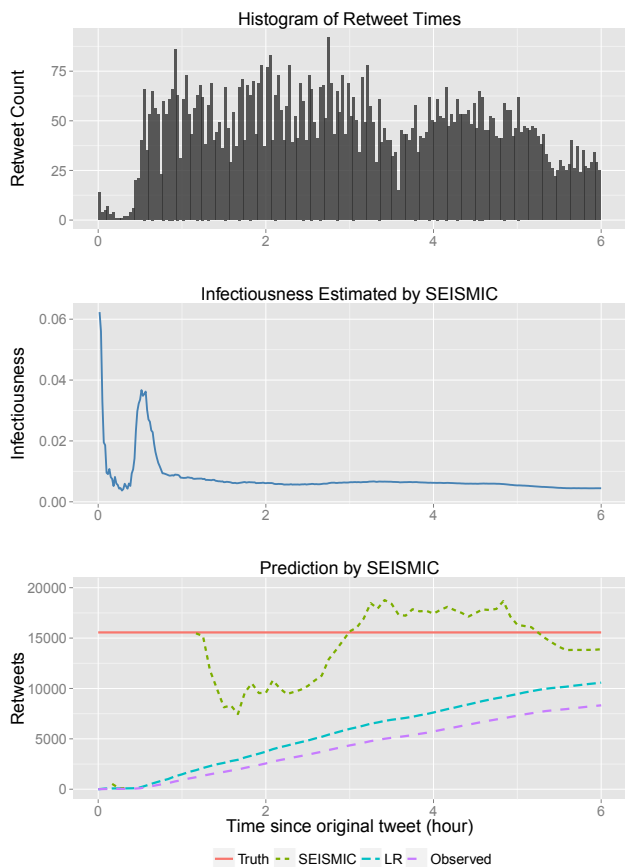 Histogram of Retweet Times
Retweet Count
75
50
25
0
0 2 4 6
Infectiousness Estimated by SEISMIC
Infectiousness
0.06
0.04
0.02
0.00
0 2 4 6
Prediction by SEISMIC
Retweets
20000
15000
10000
5000
0
0 2 4 6
Time since original tweet (hour)
Truth SEISMIC LR Observed